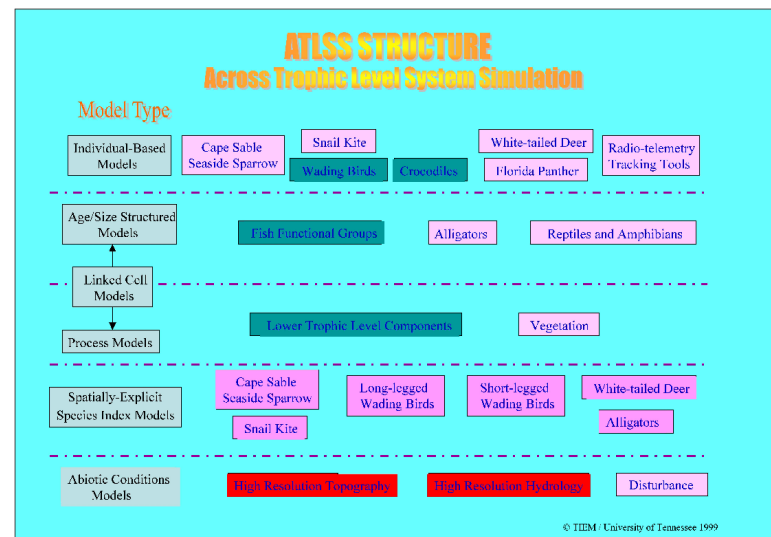 ATLSS STRUCTURE
Across Trophic Level System Simulation
Model Type
Individual-Based
Models
Cape Sable
Seaside Sparrow
Snail Kite
Wading Birds
Crocodiles
White-tailed Deer
Florida Panther
Radio-telemetry
Tracking Tools
Age/Size Structured
Models
Fish Functional Groups
Alligators
Reptiles and Amphibians
Linked Cell
Models
Process Models
Lower Trophic Level Components
Vegetation
Spatially-Explicit
Species Index Models
Cape Sable
Seaside Sparrow
Snail Kite
Long-legged
Wading Birds
Short-legged
Wading Birds
White-tailed Deer
Alligators
Abiotic Conditions
Models
High Resolution Topography
High Resolution Hydrology
Disturbance
© TIEM / University of Tennessee 1999